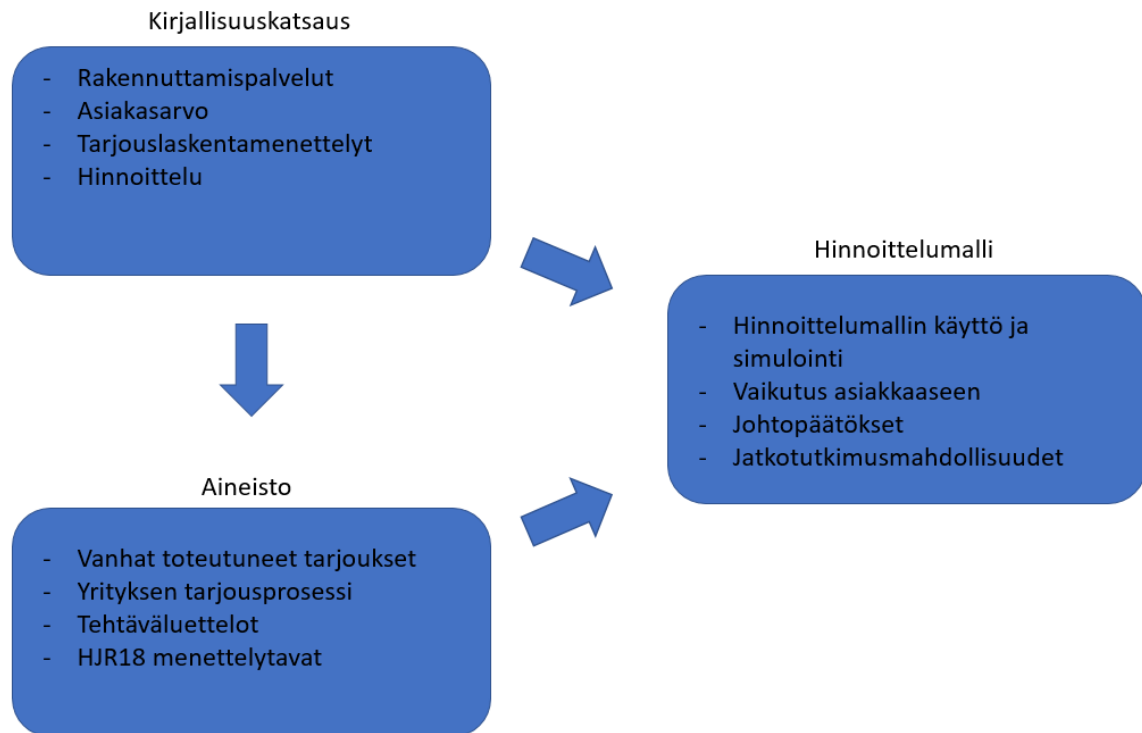 Kirjallisuuskatsaus
- Rakennuttamispalvelut
- Asiakasarvo
- Tarjouslaskentamenettelyt
- Hinnoittelu
Hinnoittelumalli
- Hinnoittelumallin käyttö ja
simulointi
- Vaikutus asiakkaaseen
- Johtopäätökset
- Jatkotutkimusmahdollisuudet
Aineisto
- Vanhat toteutuneet tarjoukset
- Yrityksen tarjousprosessi
- Tehtäväluettelot
- HJR18 menettelytavat